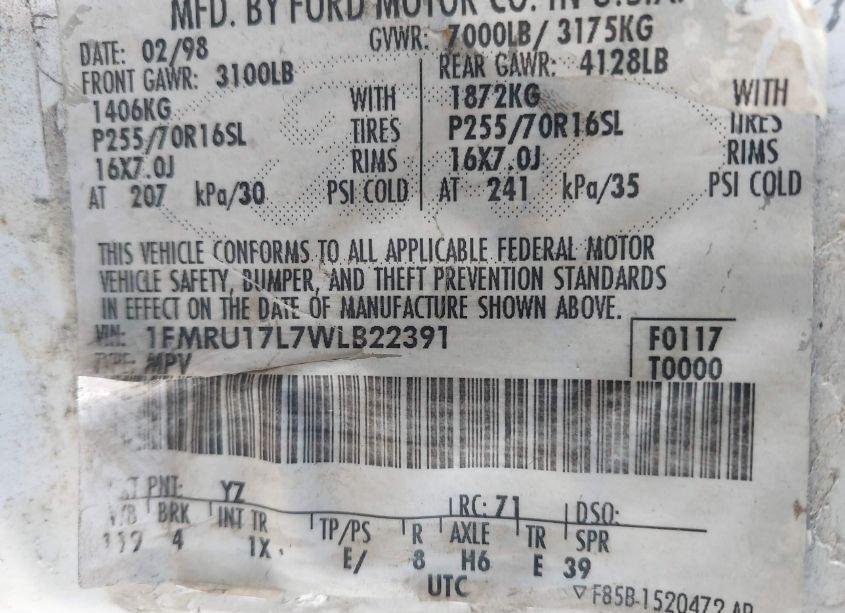 MFD. BY FORD MOTOR CO. IN U.S.A.
DATE: 02/98 GVWR: 7000LB/ 3175KG
FRONT GAWR: 3100LB REAR GAWR: 4128LB
1406KG WITH 1872KG WITH
P255/70R16SL TIRES P255/70R16SL TIRES
16X7.0J RIMS 16X7.0J RIMS
AT 207 kPa/30 PSI COLD AT 241 kPa/35 PSI COLD
THIS VEHICLE CONFORMS TO ALL APPLICABLE FEDERAL MOTOR
VEHICLE SAFETY, BUMPER, AND THEFT PREVENTION STANDARDS
IN EFFECT ON THE DATE OF MANUFACTURE SHOWN ABOVE.
VIN: 1FMRU17L7WLB22391 F0117
TYPE: MPV T0000
PNT: YZ RC: 71 DSO:
BRK INT TR TP/PS R AXLE TR SPR
119 4 1X E/ 8 H6 E 39
UTC
▽ F85B-1520472